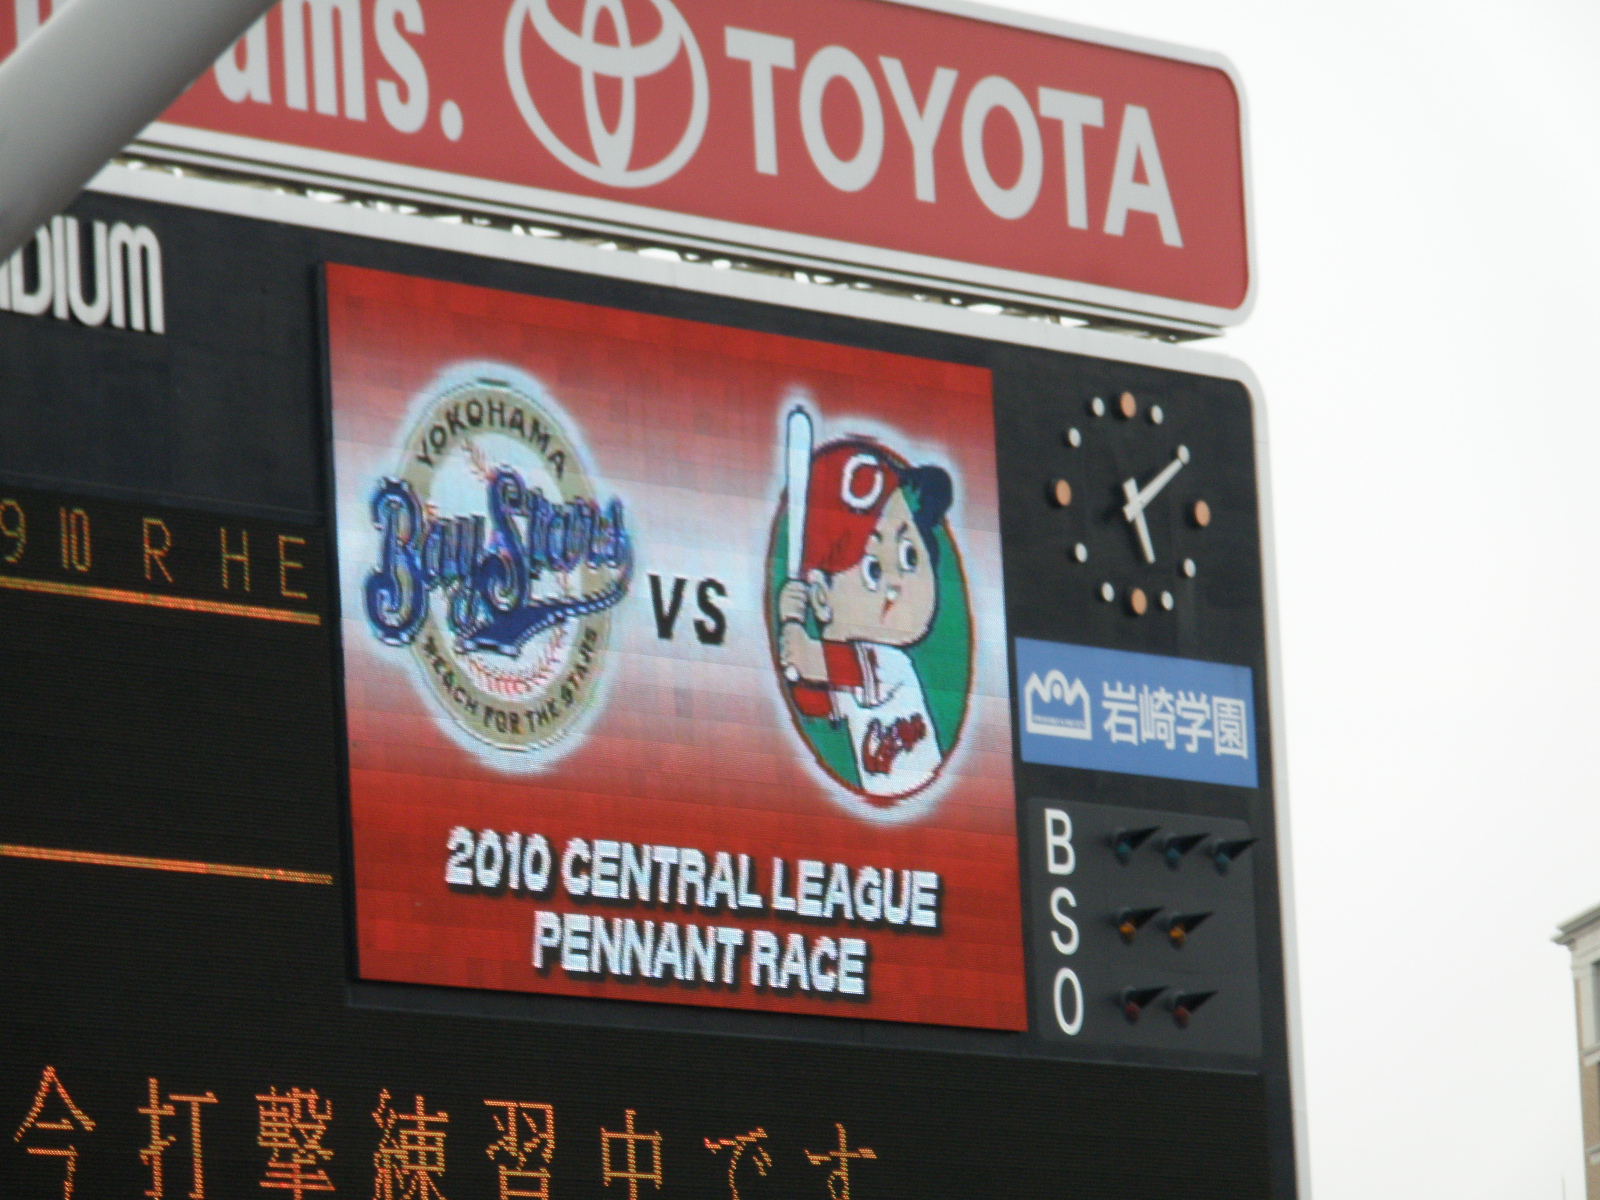 ams.
TOYOTA
DIUM
9 10 R H E
YOKOHAMA
BayStars
REACH FOR THE STARS
VS
C
Carp
岩崎学園
B
S
O
2010 CENTRAL LEAGUE
PENNANT RACE
今打撃練習中です